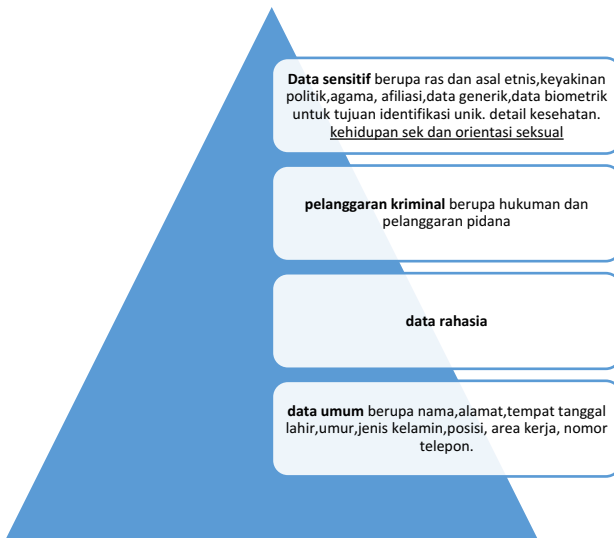 Data sensitif berupa ras dan asal etnis,keyakinan
politik,agama, afiliasi,data generik,data biometrik
untuk tujuan identifikasi unik. detail kesehatan.
kehidupan sek dan orientasi seksual
pelanggaran kriminal berupa hukuman dan
pelanggaran pidana
data rahasia
data umum berupa nama,alamat,tempat tanggal
lahir,umur,jenis kelamin,posisi, area kerja, nomor
telepon.